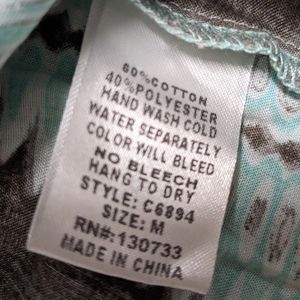 60%COTTON
40%POLYESTER
HAND WASH COLD
WATER SEPARATELY
COLOR WILL BLEED
NO BLEECH
HANG TO DRY
STYLE: C6894
SIZE: M
RN#:130733
MADE IN CHINA